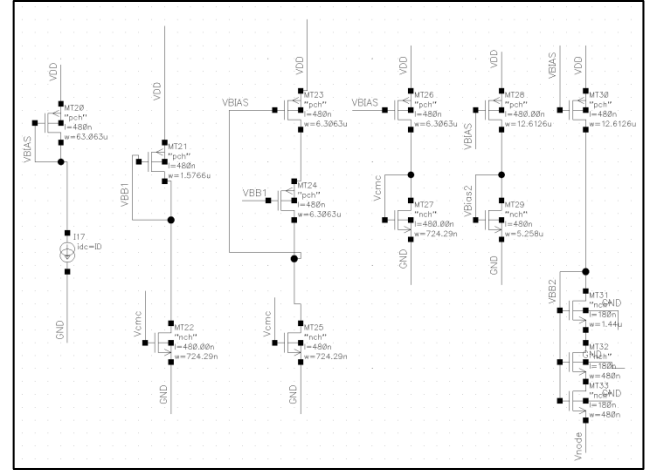 VDD
MT20
"pch"
l=480n
w=63.063u
VBIAS
I17
idc=ID
GND
VDD
MT21
"pch"
l=480n
w=1.5766u
VBB1
Vcmc
MT22
"nch"
l=480.00n
w=724.29n
GND
VDD
MT23
"pch"
l=480n
w=6.3063u
VBIAS
VBB1
MT24
"pch"
l=480n
w=6.3063u
Vcmc
MT25
"nch"
l=480n
w=724.29n
GND
VDD
VBIAS
MT26
"pch"
l=480n
w=6.3063u
Vcmc
MT27
"nch"
l=480.00n
w=724.29n
GND
VDD
MT28
"pch"
l=480.00n
w=12.6126u
VBIAS
VBias2
MT29
"nch"
l=480n
w=5.258u
GND
VBIAS
VDD
MT30
"pch"
l=480n
w=12.6126u
VBB2
MT31
GND
l=180n
w=1.44u
MT32
GND
l=180n
w=480n
MT33
GND
l=180n
w=480n
Vnode